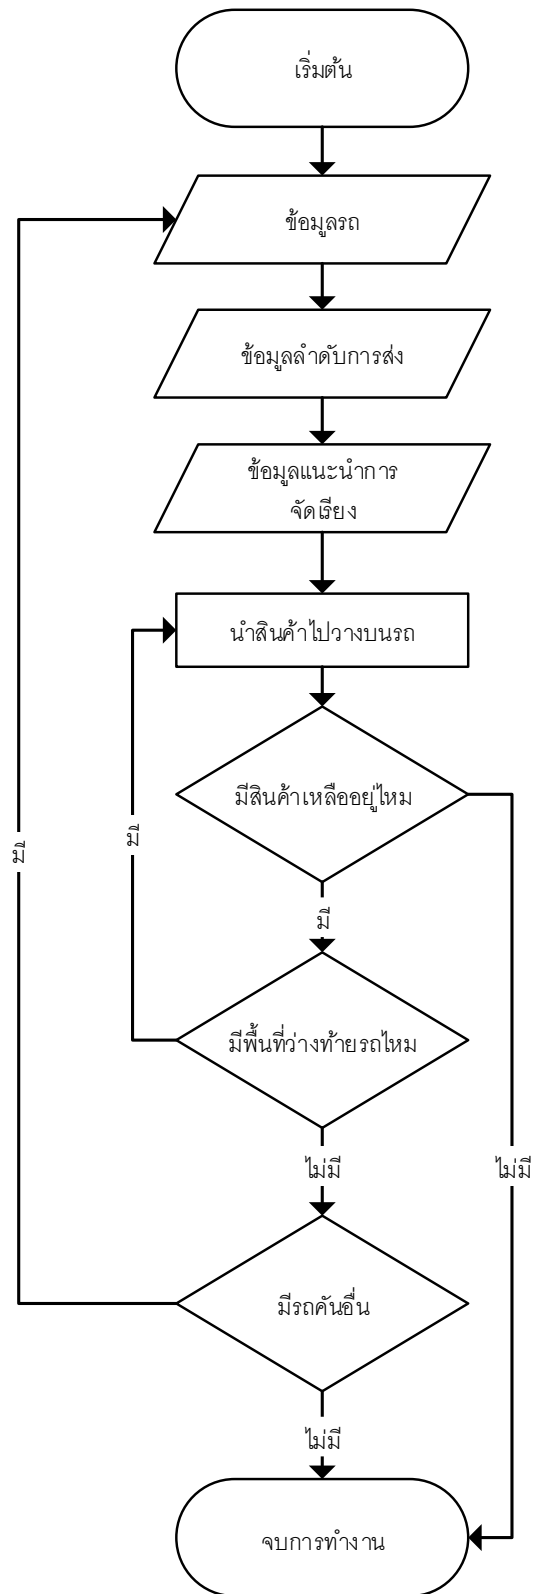 เริ่มต้น
ข้อมูลรถ
ข้อมูลลำดับการส่ง
ข้อมูลแนะนำการ
จัดเรียง
นำสินค้าไปวางบนรถ
มีสินค้าเหลืออยู่ไหม
มี
มี
มี
มีพื้นที่ว่างท้ายรถไหม
ไม่มี
ไม่มี
มีรถคันอื่น
ไม่มี
จบการทำงาน